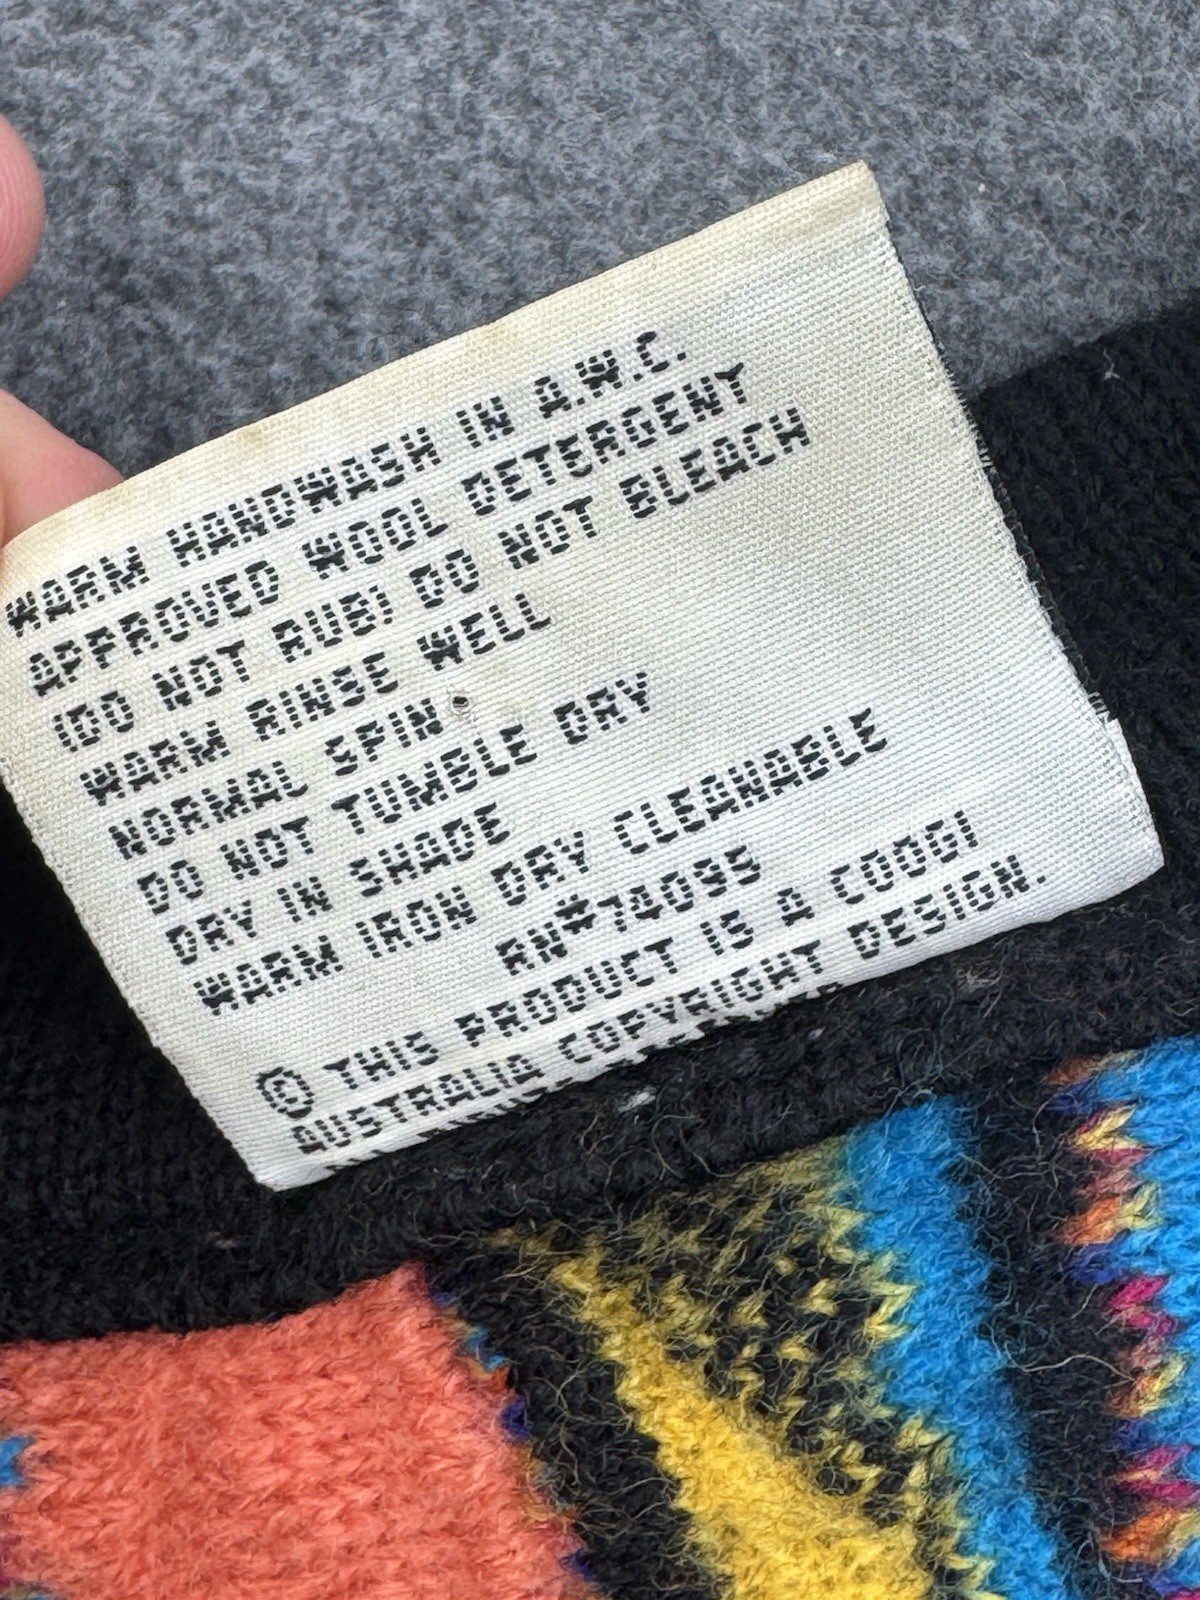 WARM HANDWASH IN A.W.C.
APPROVED WOOL DETERGENT
(DO NOT RUB) DO NOT BLEACH
WARM RINSE WELL
NORMAL SPIN
DO NOT TUMBLE DRY
DRY IN SHADE
WARM IRON DRY CLEANABLE
RN#74095
© THIS PRODUCT IS A COOGI
AUSTRALIA COPYRIGHT DESIGN.